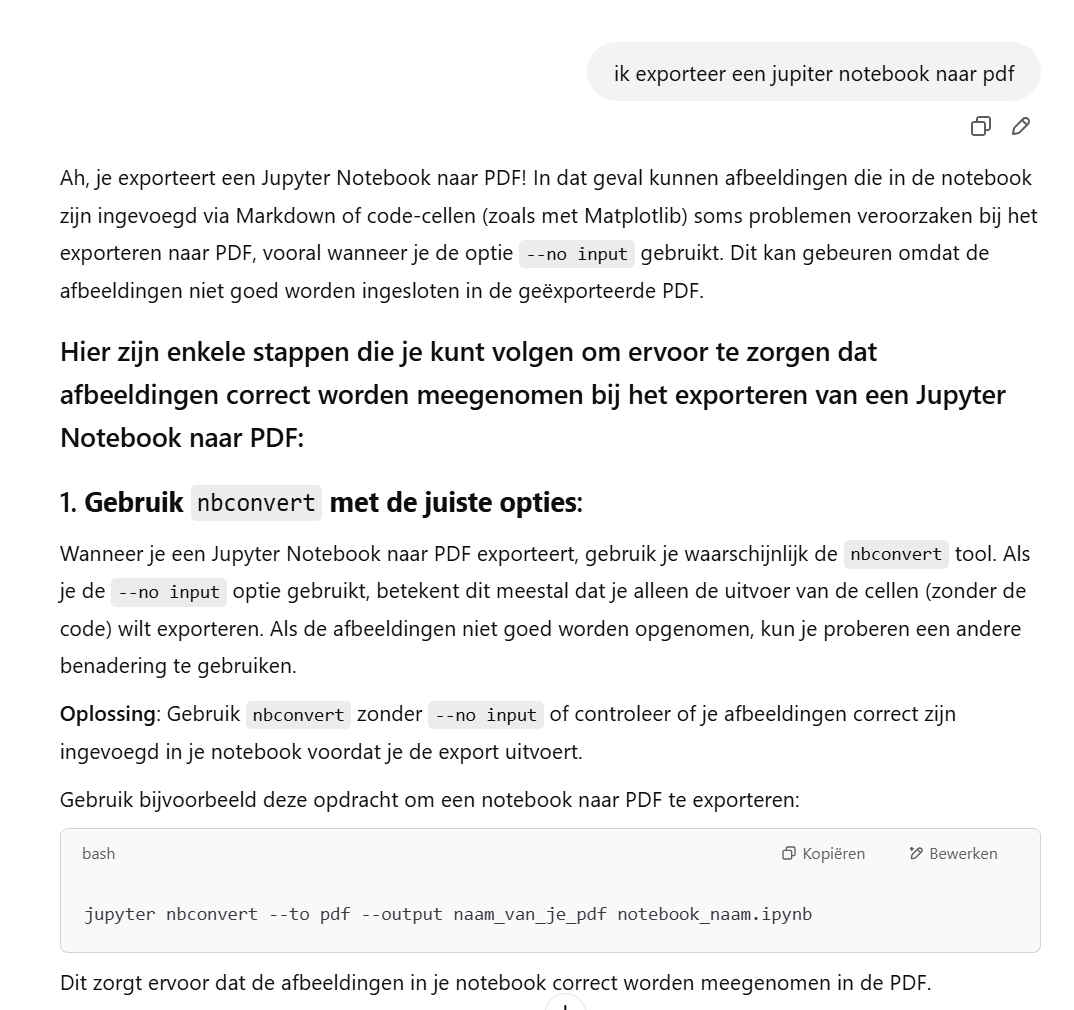 ik exporteer een jupiter notebook naar pdf
Ah, je exporteert een Jupyter Notebook naar PDF! In dat geval kunnen afbeeldingen die in de notebook
zijn ingevoegd via Markdown of code-cellen (zoals met Matplotlib) soms problemen veroorzaken bij het
exporteren naar PDF, vooral wanneer je de optie --no input gebruikt. Dit kan gebeuren omdat de
afbeeldingen niet goed worden ingesloten in de geëxporteerde PDF.
Hier zijn enkele stappen die je kunt volgen om ervoor te zorgen dat
afbeeldingen correct worden meegenomen bij het exporteren van een Jupyter
Notebook naar PDF:
1. Gebruik nbconvert met de juiste opties:
Wanneer je een Jupyter Notebook naar PDF exporteert, gebruik je waarschijnlijk de nbconvert tool. Als
je de --no input optie gebruikt, betekent dit meestal dat je alleen de uitvoer van de cellen (zonder de
code) wilt exporteren. Als de afbeeldingen niet goed worden opgenomen, kun je proberen een andere
benadering te gebruiken.
Oplossing: Gebruik nbconvert zonder --no input of controleer of je afbeeldingen correct zijn
ingevoegd in je notebook voordat je de export uitvoert.
Gebruik bijvoorbeeld deze opdracht om een notebook naar PDF te exporteren:
bash Kopiëren Bewerken
jupyter nbconvert --to pdf --output naam_van_je_pdf notebook_naam.ipynb
Dit zorgt ervoor dat de afbeeldingen in je notebook correct worden meegenomen in de PDF.